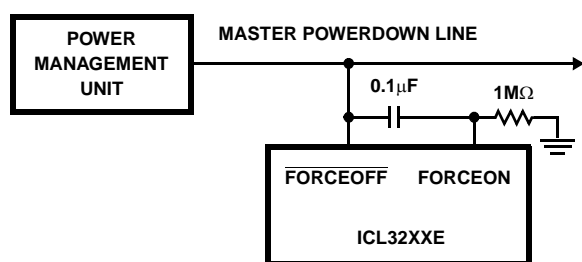 POWER
MANAGEMENT
UNIT
MASTER POWERDOWN LINE
0.1μF
1MΩ
FORCEOFF FORCEON
ICL32XXE